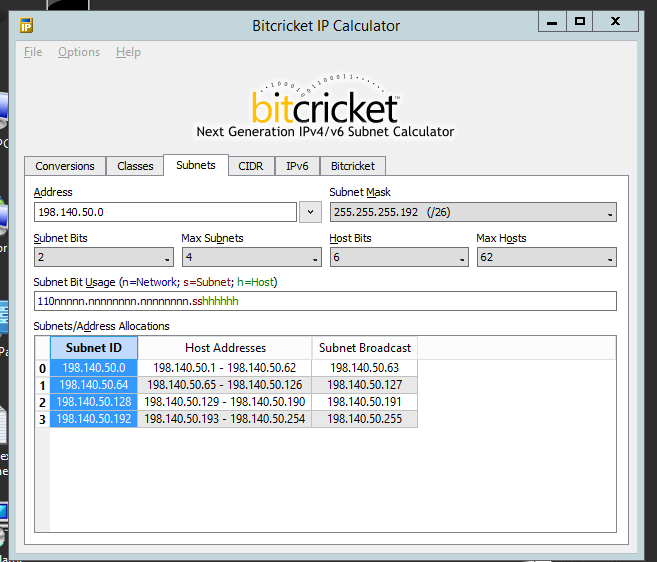 IP
Bitcricket IP Calculator
File Options Help
10001001100011
bitcricket™
Next Generation IPv4/v6 Subnet Calculator
Conversions Classes Subnets CIDR IPv6 Bitcricket
Address Subnet Mask
198.140.50.0 255.255.255.192 (/26)
Subnet Bits Max Subnets Host Bits Max Hosts
2 4 6 62
Subnet Bit Usage (n=Network; s=Subnet; h=Host)
110nnnnn.nnnnnnnn.nnnnnnnn.sshhhhhh
Subnets/Address Allocations
Subnet ID Host Addresses Subnet Broadcast
0 198.140.50.0 198.140.50.1 - 198.140.50.62 198.140.50.63
1 198.140.50.64 198.140.50.65 - 198.140.50.126 198.140.50.127
2 198.140.50.128 198.140.50.129 - 198.140.50.190 198.140.50.191
3 198.140.50.192 198.140.50.193 - 198.140.50.254 198.140.50.255